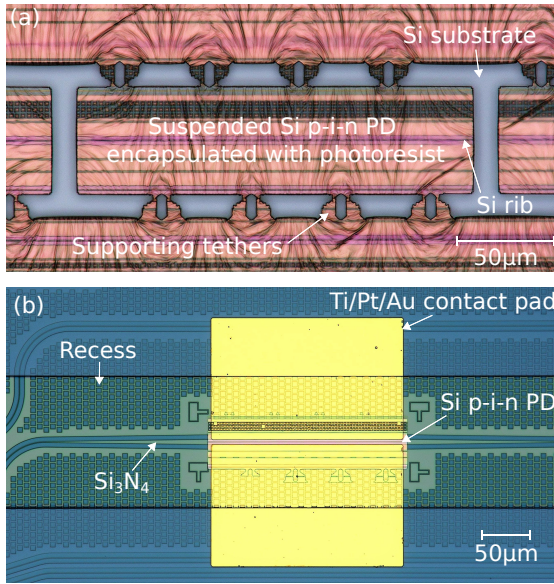 (a)
Si substrate
Suspended Si p-i-n PD
encapsulated with photoresist
Si rib
Supporting tethers
50μm
(b)
Ti/Pt/Au contact pad
Recess
Si p-i-n PD
Si₃N₄
50μm